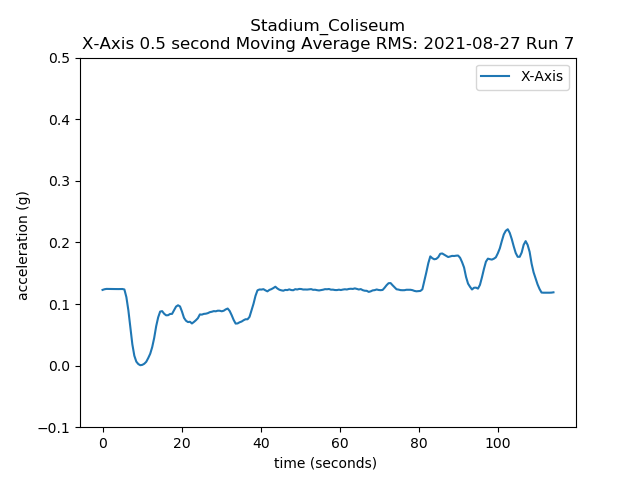 Stadium_Coliseum
X-Axis 0.5 second Moving Average RMS: 2021-08-27 Run 7
X-Axis
0.5
0.4
0.3
0.2
0.1
0.0
−0.1
acceleration (g)
0 20 40 60 80 100
time (seconds)